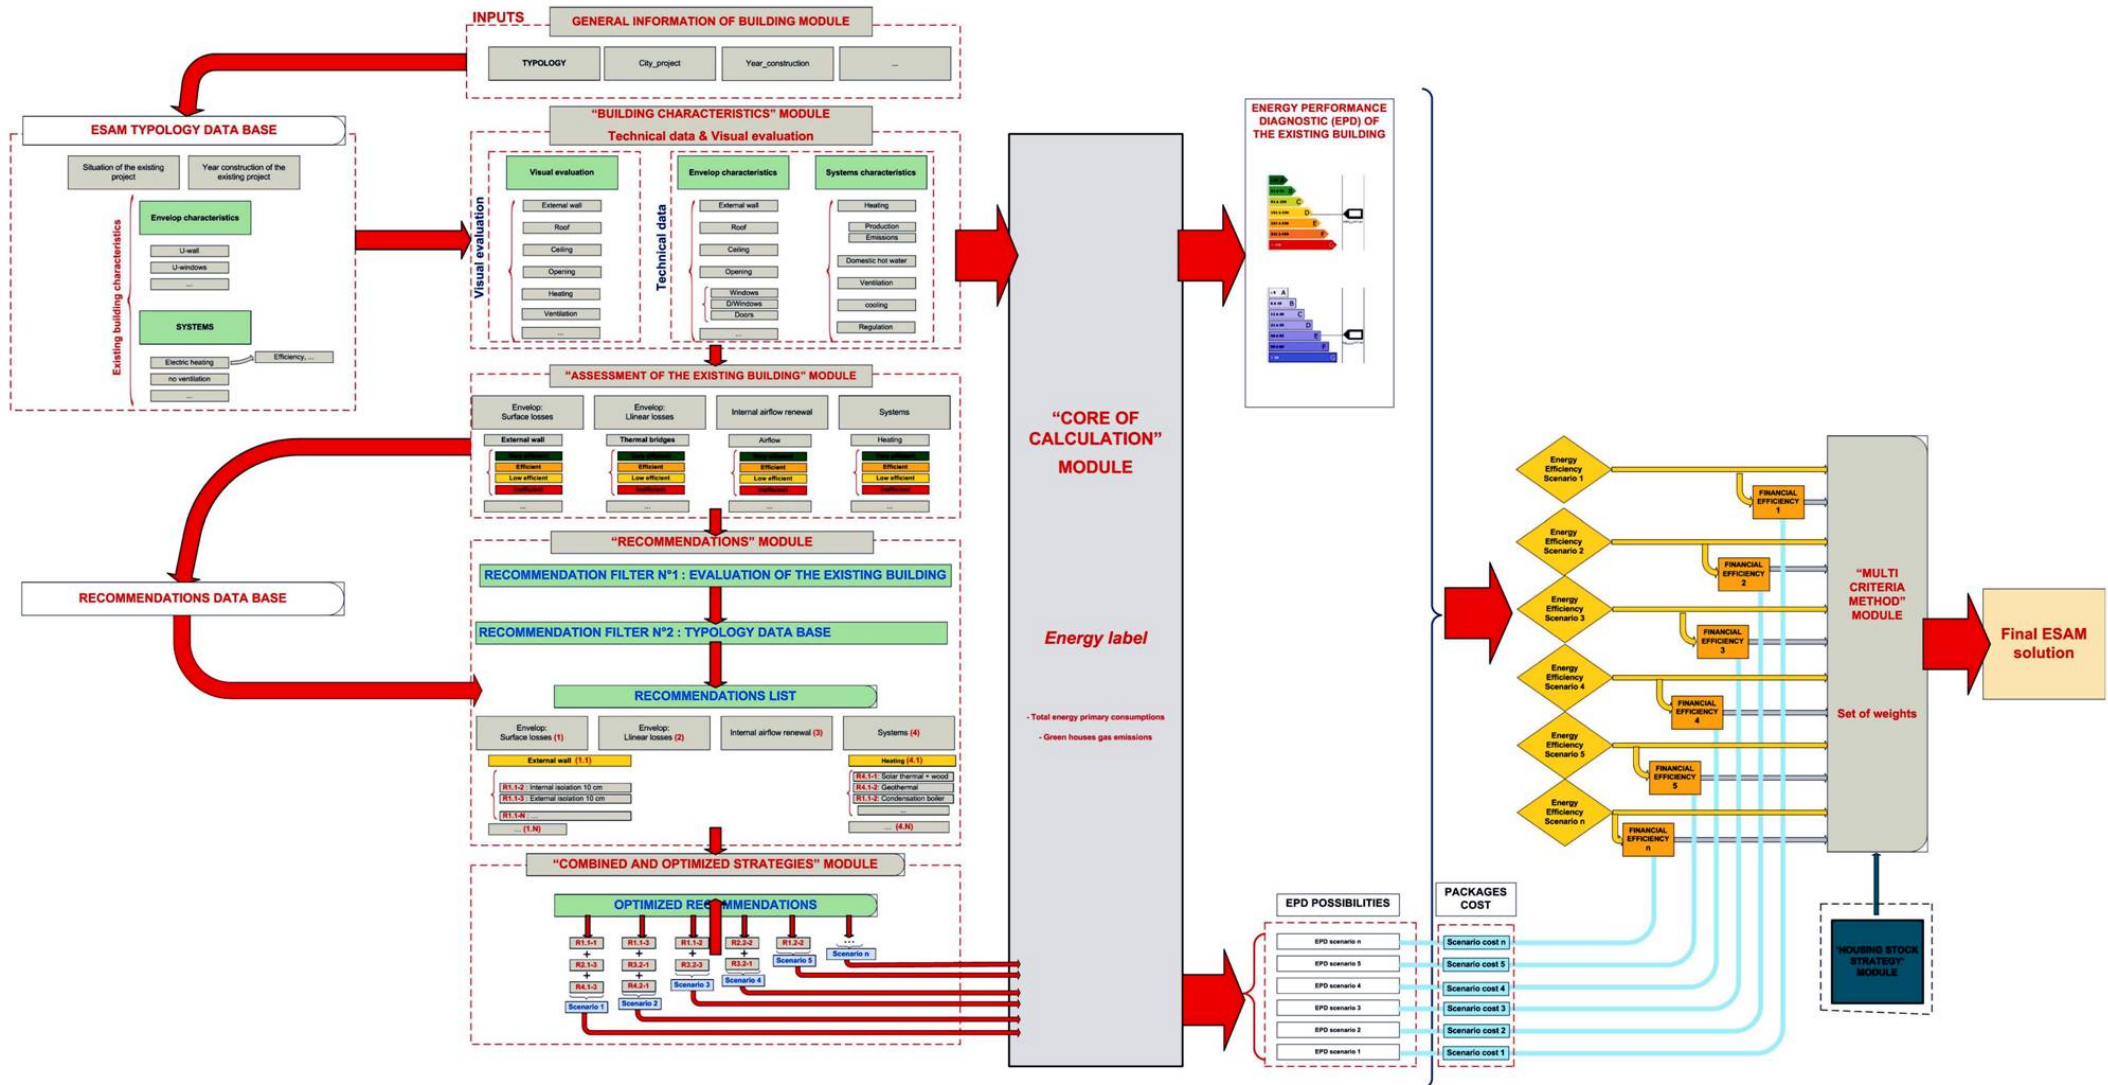 INPUTS
GENERAL INFORMATION OF BUILDING MODULE
TYPOLOGY
City_project
Year_construction
...
ESAM TYPOLOGY DATA BASE
Situation of the existing
project
Year construction of the
existing project
Existing building characteristics
Envelop characteristics
U-wall
U-windows
...
SYSTEMS
Electric heating
Efficiency, ...
no ventilation
...
"BUILDING CHARACTERISTICS" MODULE
Technical data & Visual evaluation
Visual evaluation
Visual evaluation
External wall
Roof
Ceiling
Opening
Heating
Ventilation
...
Technical data
Envelop characteristics
External wall
Roof
Ceiling
Opening
Windows
D/Windows
Doors
...
Systems characteristics
Heating
Production
Emissions
Domestic hot water
Ventilation
cooling
Regulation
"ASSESSMENT OF THE EXISTING BUILDING" MODULE
Envelop:
Surface losses
Envelop:
Llinear losses
Internal airflow renewal
Systems
External wall
Thermal bridges
Airflow
Heating
Very efficient
Very efficient
Very efficient
Very efficient
Efficient
Efficient
Efficient
Efficient
Low efficient
Low efficient
Low efficient
Low efficient
Inefficient
Inefficient
Inefficient
Inefficient
...
...
...
...
"RECOMMENDATIONS" MODULE
RECOMMENDATION FILTER N°1 : EVALUATION OF THE EXISTING BUILDING
RECOMMENDATION FILTER N°2 : TYPOLOGY DATA BASE
RECOMMENDATIONS DATA BASE
RECOMMENDATIONS LIST
Envelop:
Surface losses (1)
Envelop:
Llinear losses (2)
Internal airflow renewal (3)
Systems (4)
External wall (1.1)
R1.1-2 : Internal isolation 10 cm
R1.1-3 : External isolation 10 cm
R1.1-N : ...
... (1.N)
Heating (4.1)
R4.1-1: Solar thermal + wood
R4.1-2: Geothermal
R1.1-2: Condensation boiler
...
... (4.N)
"COMBINED AND OPTIMIZED STRATEGIES" MODULE
OPTIMIZED RECOMMENDATIONS
R1.1-1
+
R2.1-3
+
R4.1-3
Scenario 1
R1.1-3
+
R3.2-1
+
R4.2-1
Scenario 2
R1.1-2
+
R3.2-3
Scenario 3
R2.2-2
+
R3.2-1
Scenario 4
R1.2-2
Scenario 5
...
Scenario n
"CORE OF
CALCULATION"
MODULE
Energy label
- Total energy primary consumptions
- Green houses gas emissions
ENERGY PERFORMANCE
DIAGNOSTIC (EPD) OF
THE EXISTING BUILDING
A
B
C
D
E
F
G
A
B
C
D
E
F
G
EPD POSSIBILITIES
EPD scenario n
EPD scenario 5
EPD scenario 4
EPD scenario 3
EPD scenario 2
EPD scenario 1
PACKAGES
COST
Scenario cost n
Scenario cost 5
Scenario cost 4
Scenario cost 3
Scenario cost 2
Scenario cost 1
Energy
Efficiency
Scenario 1
FINANCIAL
EFFICIENCY
1
Energy
Efficiency
Scenario 2
FINANCIAL
EFFICIENCY
2
Energy
Efficiency
Scenario 3
FINANCIAL
EFFICIENCY
3
Energy
Efficiency
Scenario 4
FINANCIAL
EFFICIENCY
4
Energy
Efficiency
Scenario 5
FINANCIAL
EFFICIENCY
5
Energy
Efficiency
Scenario n
FINANCIAL
EFFICIENCY
n
"MULTI
CRITERIA
METHOD"
MODULE
Set of weights
"HOUSING STOCK
STRATEGY"
MODULE
Final ESAM
solution